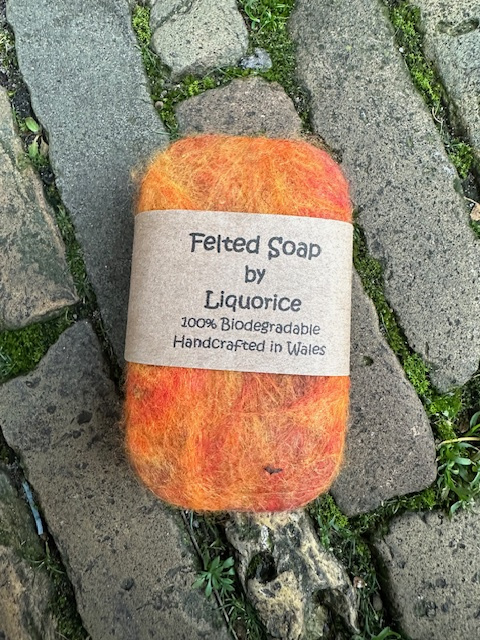 Felted Soap
by
Liquorice
100% Biodegradable
Handcrafted in Wales